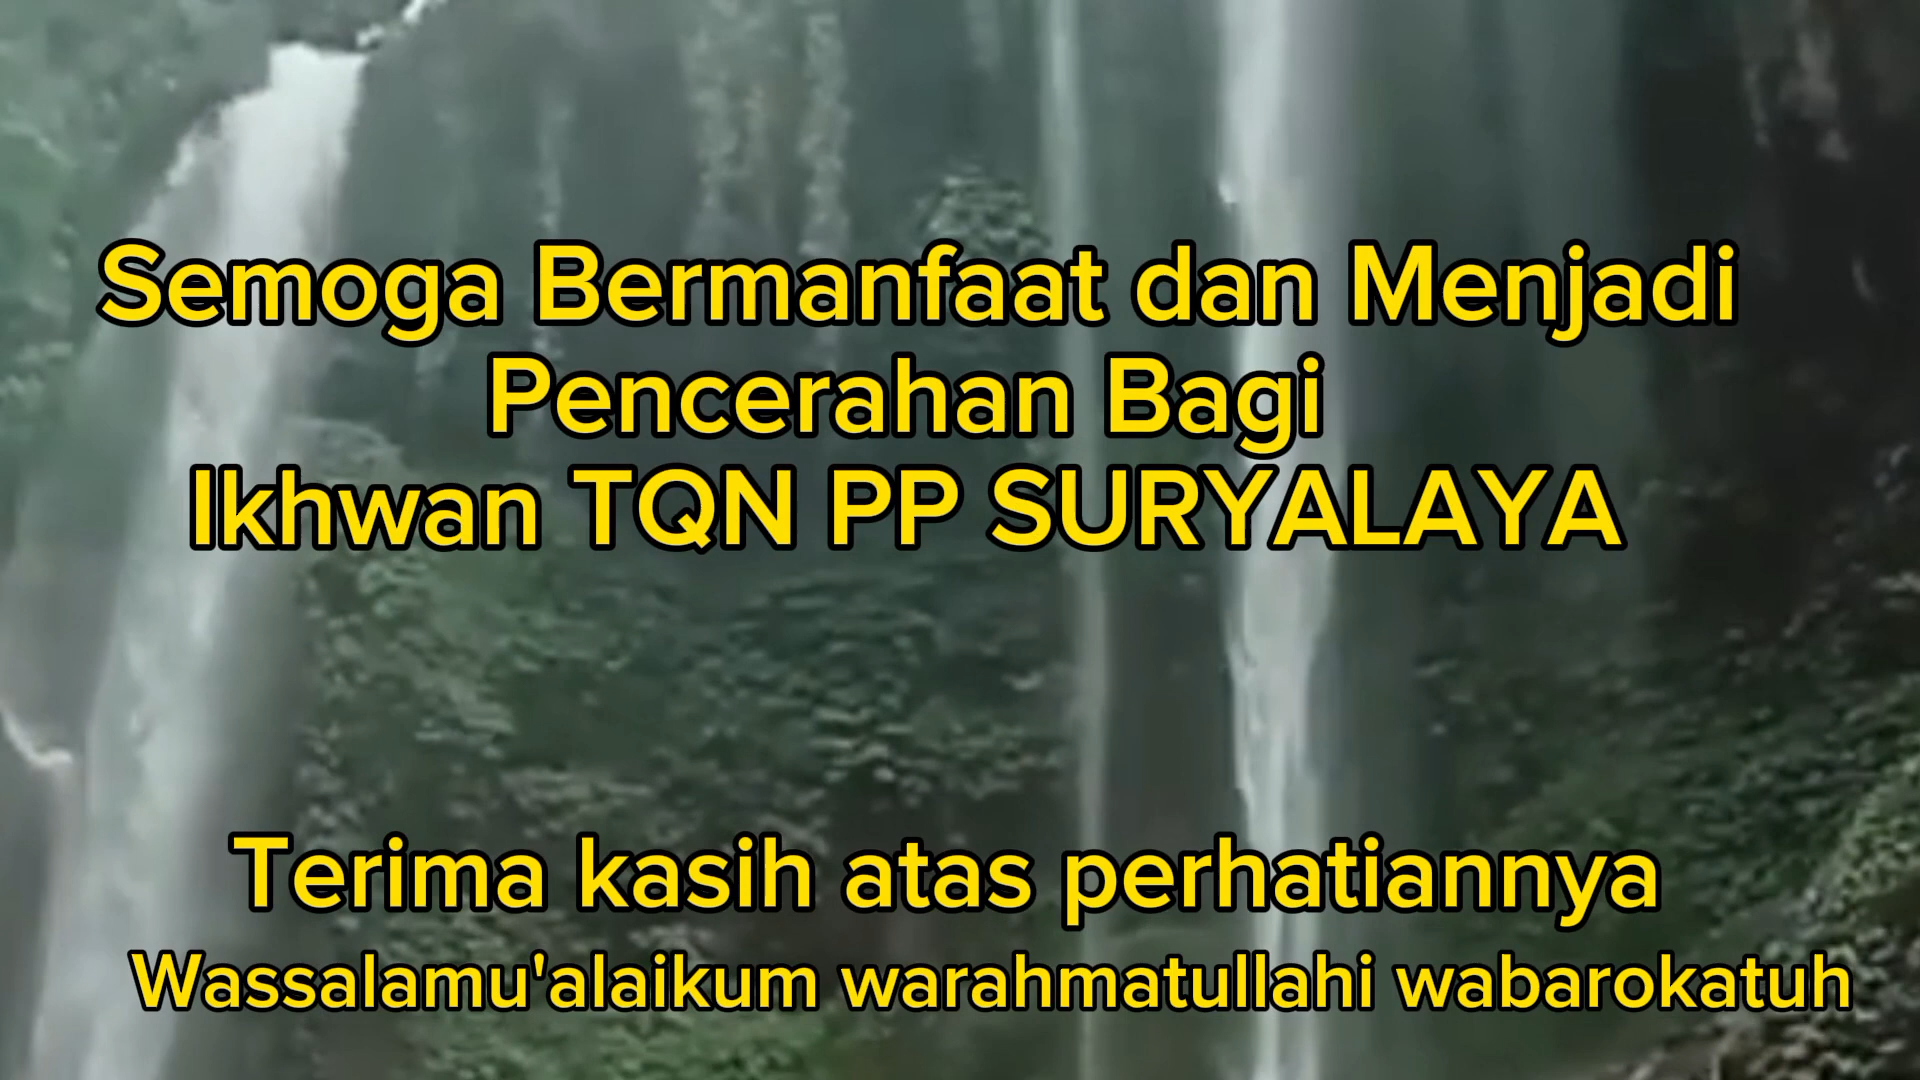 Semoga Bermanfaat dan Menjadi
Pencerahan Bagi
Ikhwan TQN PP SURYALAYA
Terima kasih atas perhatiannya
Wassalamu'alaikum warahmatullahi wabarokatuh